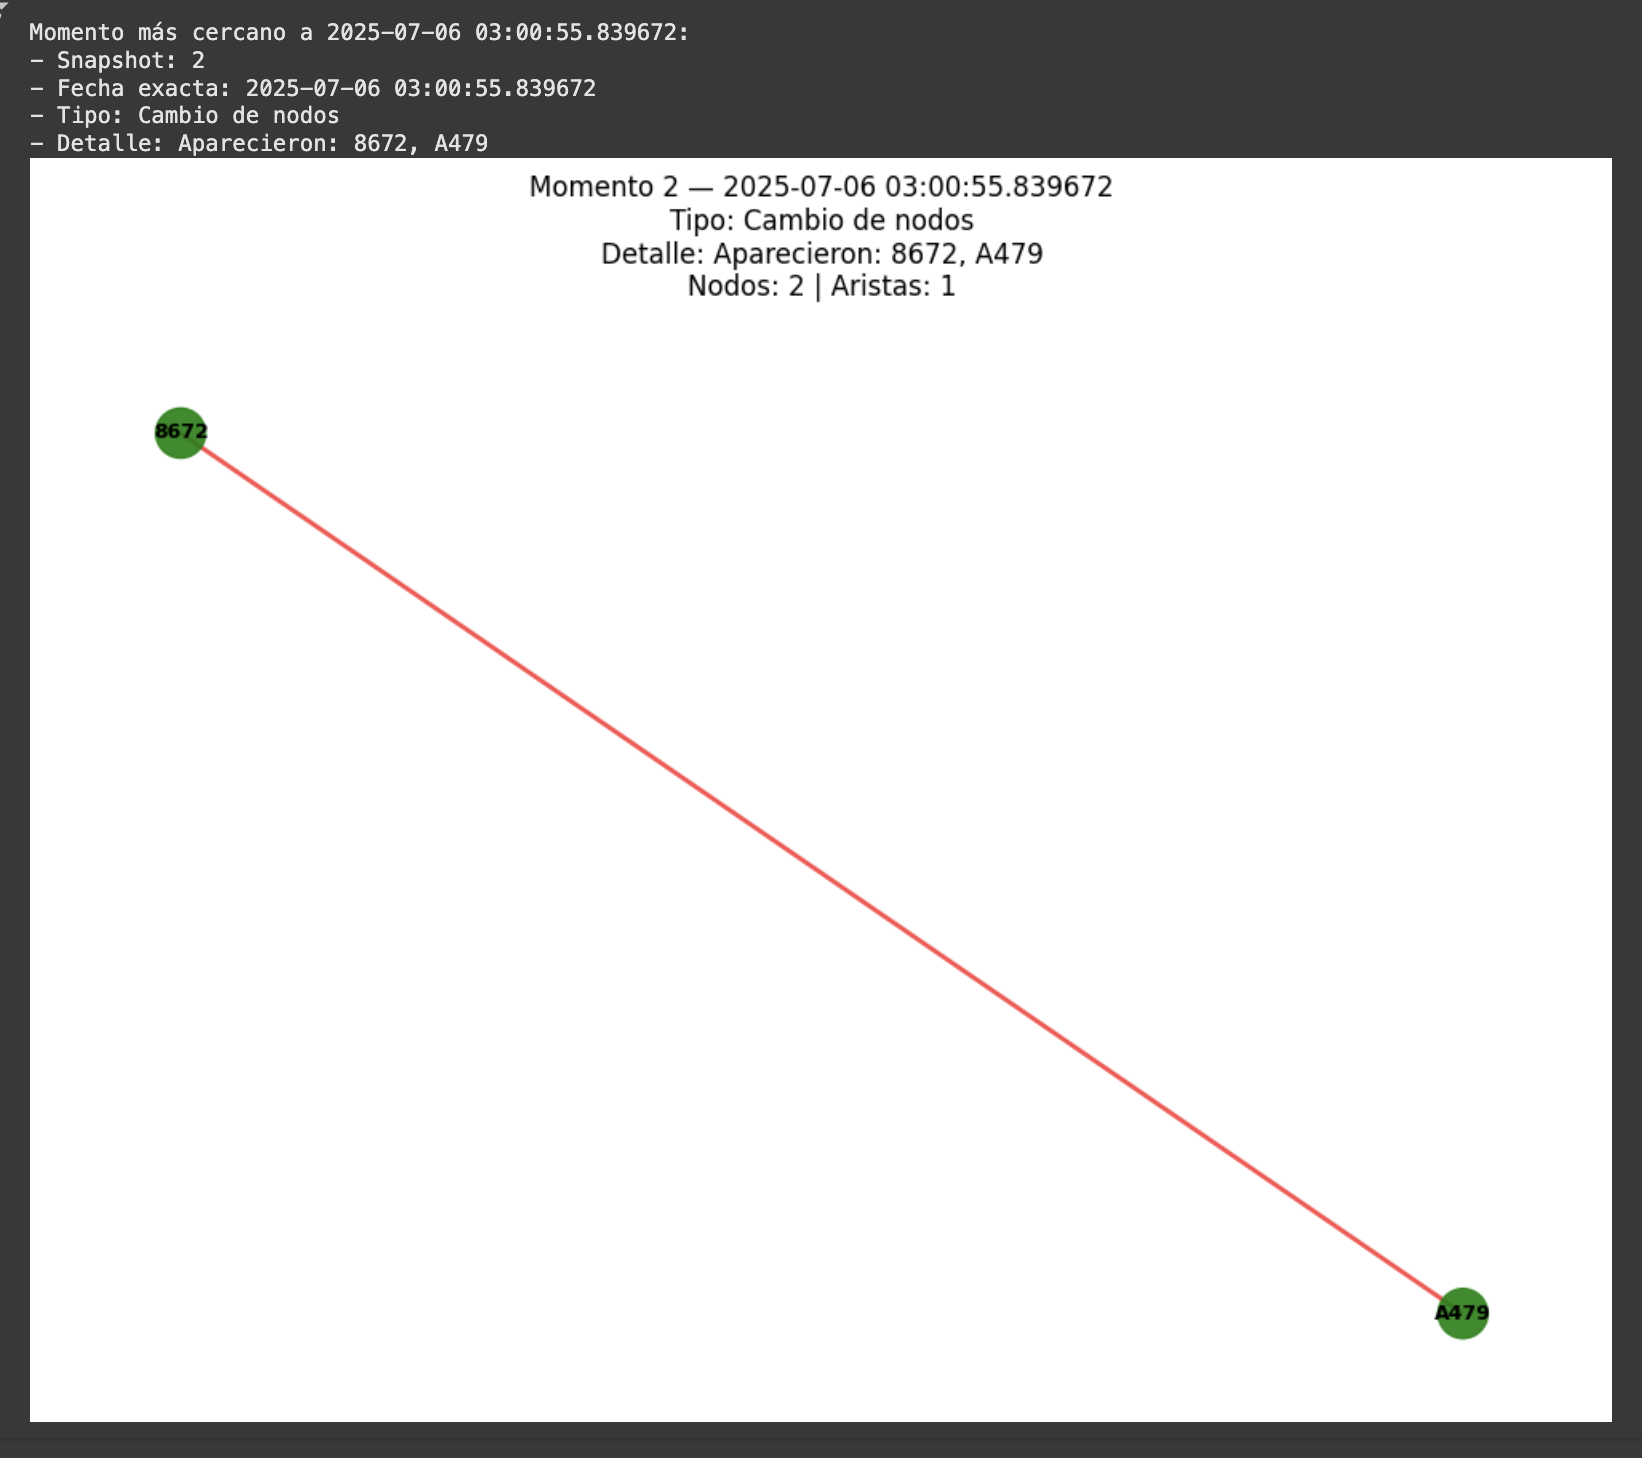 Momento más cercano a 2025-07-06 03:00:55.839672:
- Snapshot: 2
- Fecha exacta: 2025-07-06 03:00:55.839672
- Tipo: Cambio de nodos
- Detalle: Aparecieron: 8672, A479
Momento 2 — 2025-07-06 03:00:55.839672
Tipo: Cambio de nodos
Detalle: Aparecieron: 8672, A479
Nodos: 2 | Aristas: 1
8672
A479